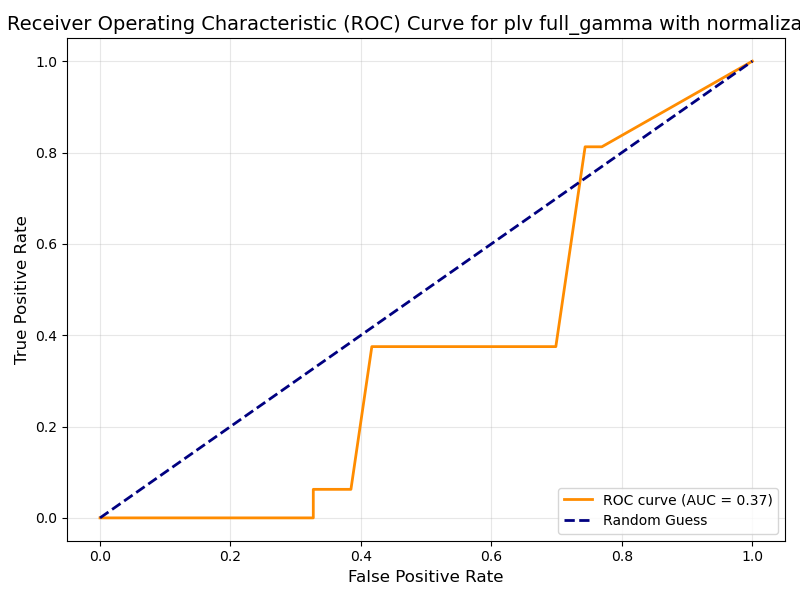 Receiver Operating Characteristic (ROC) Curve for plv full_gamma with normaliza
1.0
0.8
0.6
0.4
0.2
0.0
True Positive Rate
0.0 0.2 0.4 0.6 0.8 1.0
False Positive Rate
ROC curve (AUC = 0.37)
Random Guess